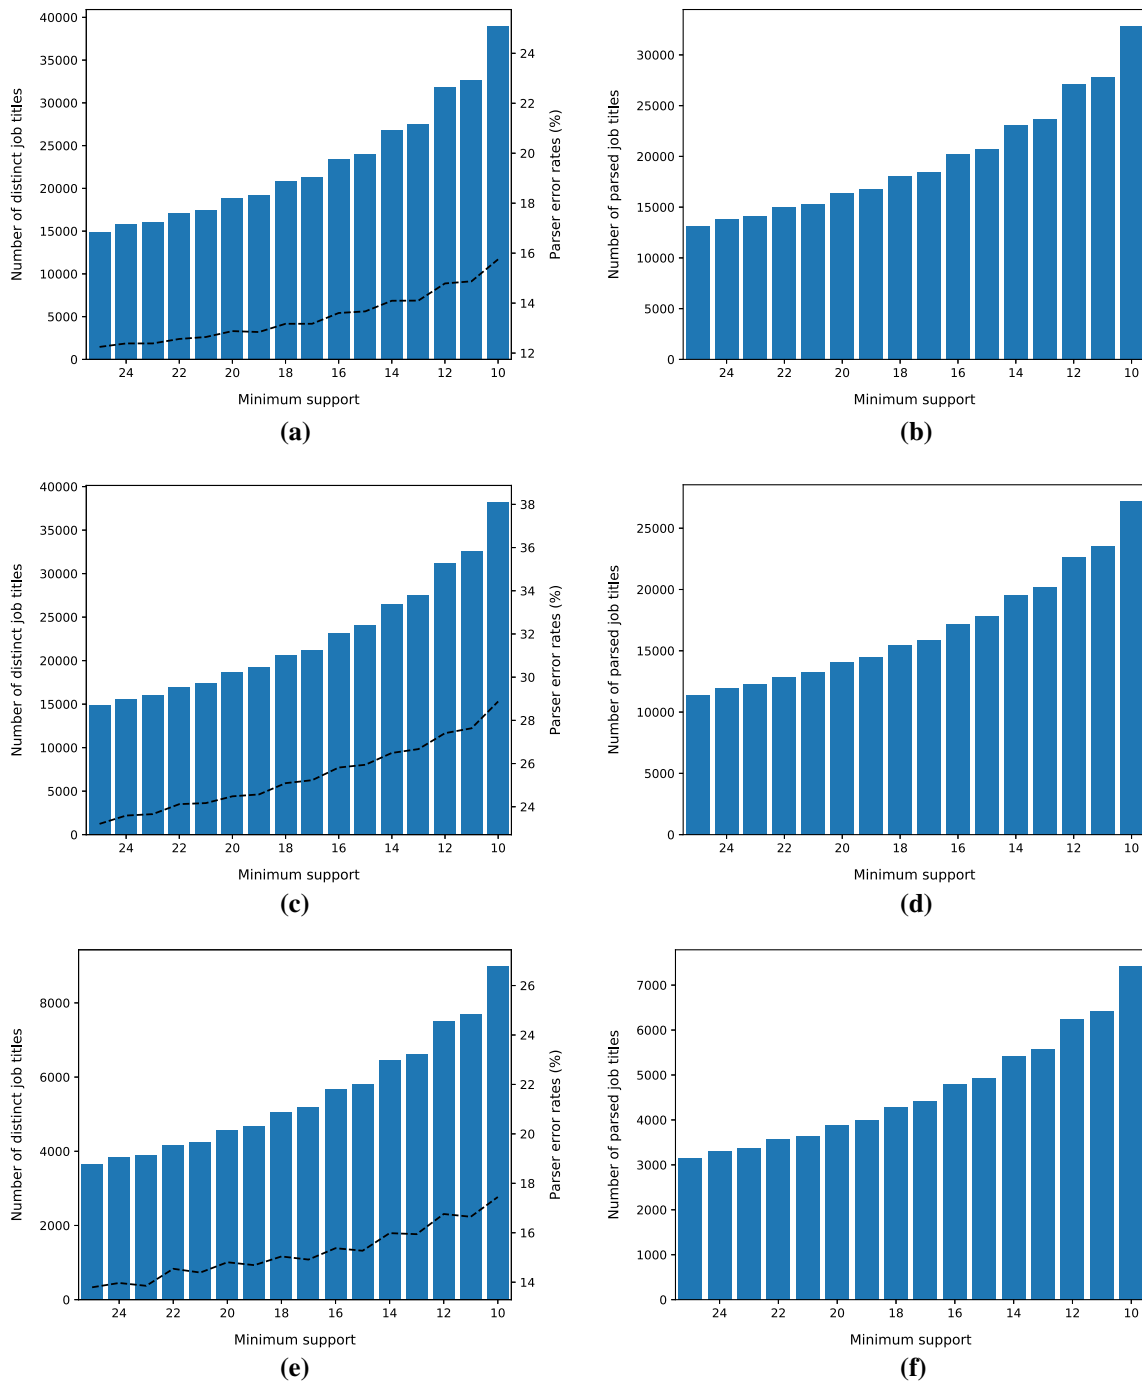 40000
35000
30000
25000
20000
15000
10000
5000
0
Number of distinct job titles
24
22
20
18
16
14
12
Parser error rates (%)
24 22 20 18 16 14 12 10
Minimum support
(a)
30000
25000
20000
15000
10000
5000
0
Number of parsed job titles
24 22 20 18 16 14 12 10
Minimum support
(b)
40000
35000
30000
25000
20000
15000
10000
5000
0
Number of distinct job titles
38
36
34
32
30
28
26
24
Parser error rates (%)
24 22 20 18 16 14 12 10
Minimum support
(c)
25000
20000
15000
10000
5000
0
Number of parsed job titles
24 22 20 18 16 14 12 10
Minimum support
(d)
8000
6000
4000
2000
0
Number of distinct job titles
26
24
22
20
18
16
14
Parser error rates (%)
24 22 20 18 16 14 12 10
Minimum support
(e)
7000
6000
5000
4000
3000
2000
1000
0
Number of parsed job titles
24 22 20 18 16 14 12 10
Minimum support
(f)